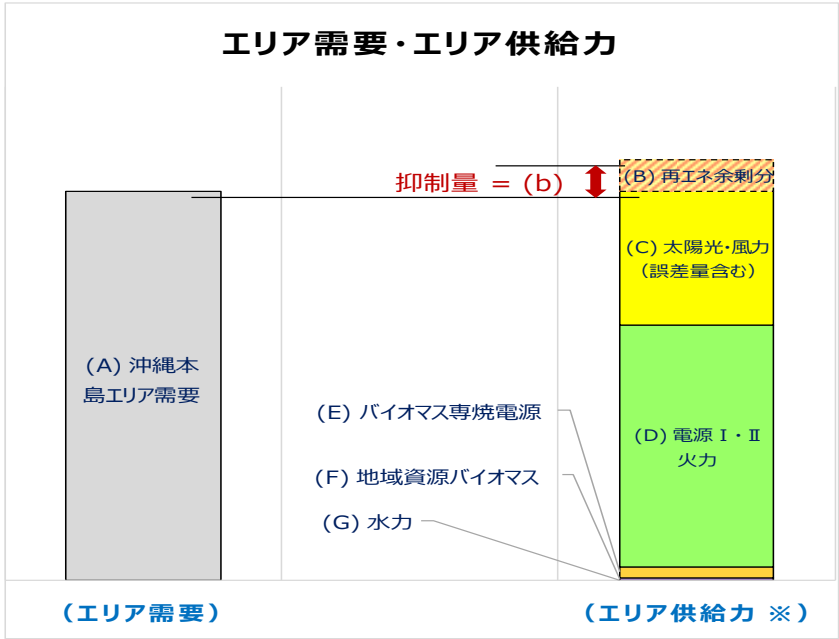 エリア需要・エリア供給力
抑制量 = (b)
(B) 再エネ余剰分
(C) 太陽光・風力
(誤差量含む)
(A) 沖縄本
島エリア需要
(D) 電源Ⅰ・Ⅱ
火力
(E) バイオマス専焼電源
(F) 地域資源バイオマス
(G) 水力
(エリア需要)
(エリア供給力 ※)